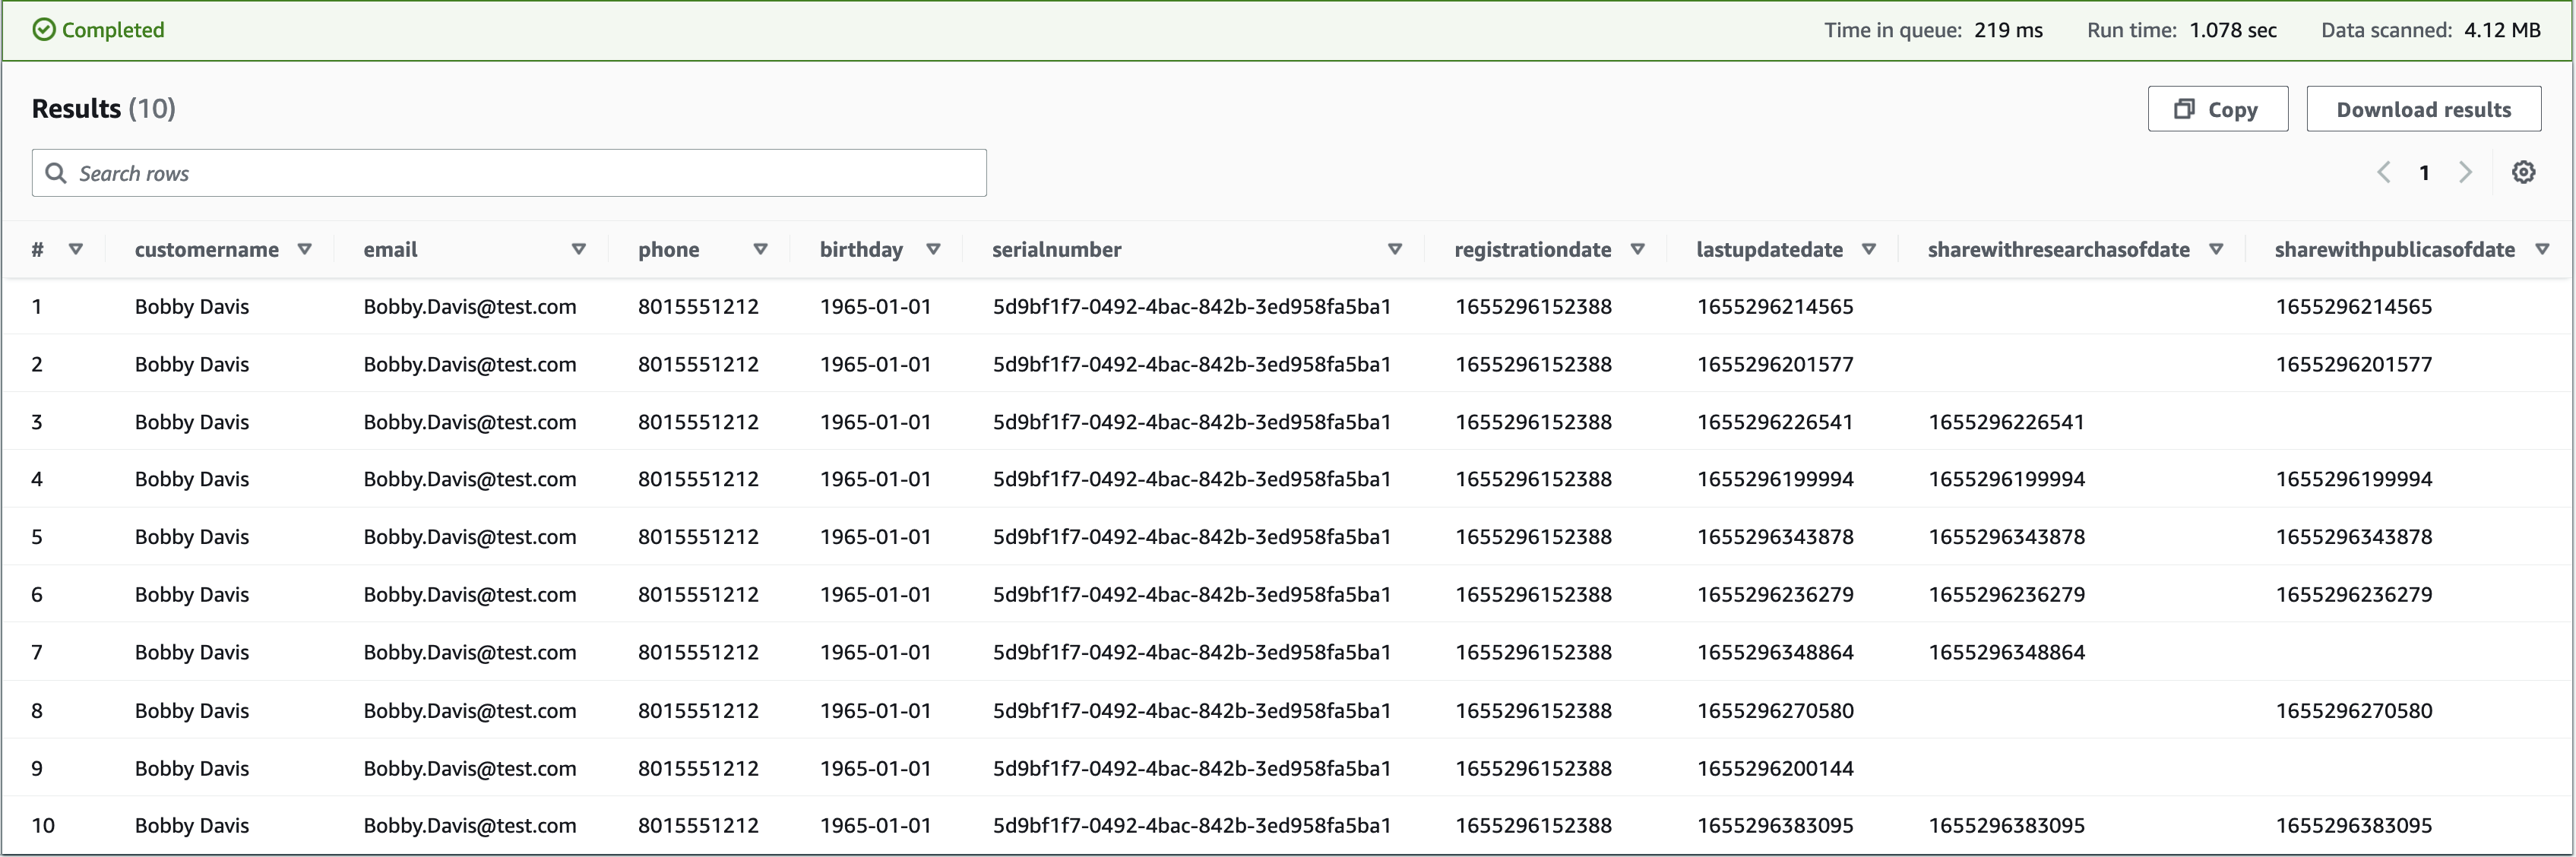 Completed Time in queue: 219 ms Run time: 1.078 sec Data scanned: 4.12 MB
Results (10) Copy Download results
Search rows 1
# customername email phone birthday serialnumber registrationdate lastupdatedate sharewithresearchasofdate sharewithpublicasofdate
1 Bobby Davis Bobby.Davis@test.com 8015551212 1965-01-01 5d9bf1f7-0492-4bac-842b-3ed958fa5ba1 1655296152388 1655296214565 1655296214565
2 Bobby Davis Bobby.Davis@test.com 8015551212 1965-01-01 5d9bf1f7-0492-4bac-842b-3ed958fa5ba1 1655296152388 1655296201577 1655296201577
3 Bobby Davis Bobby.Davis@test.com 8015551212 1965-01-01 5d9bf1f7-0492-4bac-842b-3ed958fa5ba1 1655296152388 1655296226541 1655296226541
4 Bobby Davis Bobby.Davis@test.com 8015551212 1965-01-01 5d9bf1f7-0492-4bac-842b-3ed958fa5ba1 1655296152388 1655296199994 1655296199994 1655296199994
5 Bobby Davis Bobby.Davis@test.com 8015551212 1965-01-01 5d9bf1f7-0492-4bac-842b-3ed958fa5ba1 1655296152388 1655296343878 1655296343878 1655296343878
6 Bobby Davis Bobby.Davis@test.com 8015551212 1965-01-01 5d9bf1f7-0492-4bac-842b-3ed958fa5ba1 1655296152388 1655296236279 1655296236279 1655296236279
7 Bobby Davis Bobby.Davis@test.com 8015551212 1965-01-01 5d9bf1f7-0492-4bac-842b-3ed958fa5ba1 1655296152388 1655296348864 1655296348864
8 Bobby Davis Bobby.Davis@test.com 8015551212 1965-01-01 5d9bf1f7-0492-4bac-842b-3ed958fa5ba1 1655296152388 1655296270580 1655296270580
9 Bobby Davis Bobby.Davis@test.com 8015551212 1965-01-01 5d9bf1f7-0492-4bac-842b-3ed958fa5ba1 1655296152388 1655296200144
10 Bobby Davis Bobby.Davis@test.com 8015551212 1965-01-01 5d9bf1f7-0492-4bac-842b-3ed958fa5ba1 1655296152388 1655296383095 1655296383095 1655296383095